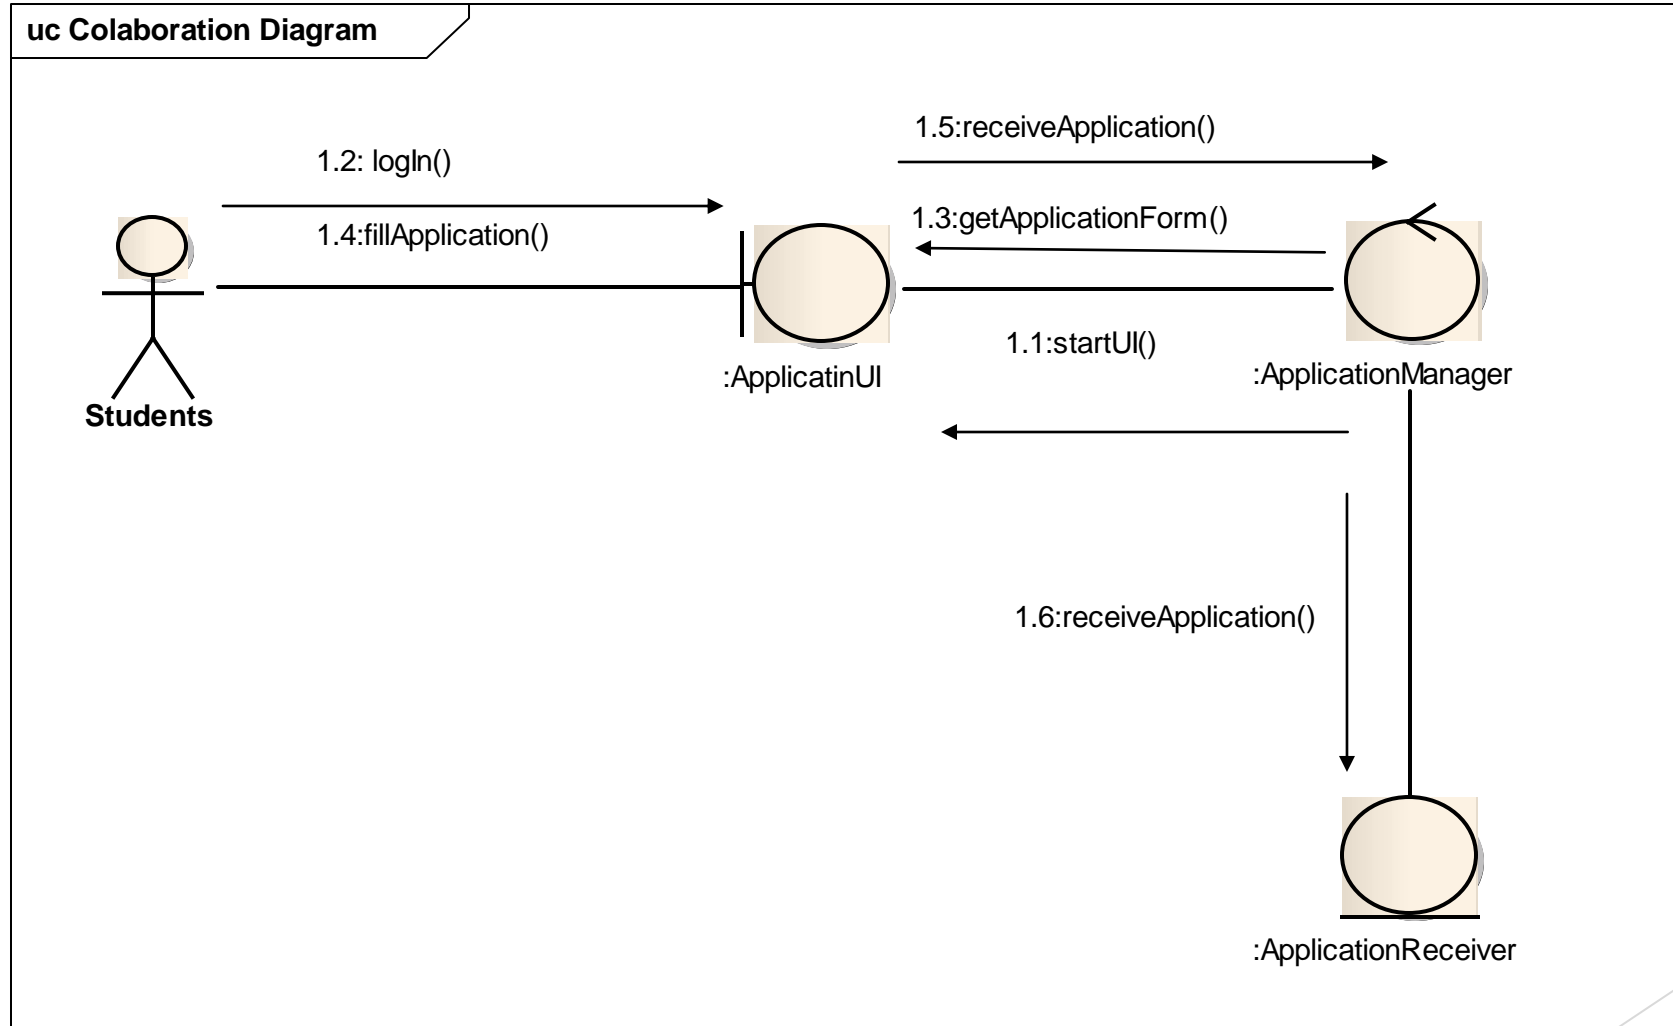 uc Colaboration Diagram
1.5:receiveApplication()
1.2: logIn()
1.3:getApplicationForm()
1.4:fillApplication()
1.1:startUI()
:ApplicatinUI
:ApplicationManager
Students
1.6:receiveApplication()
:ApplicationReceiver